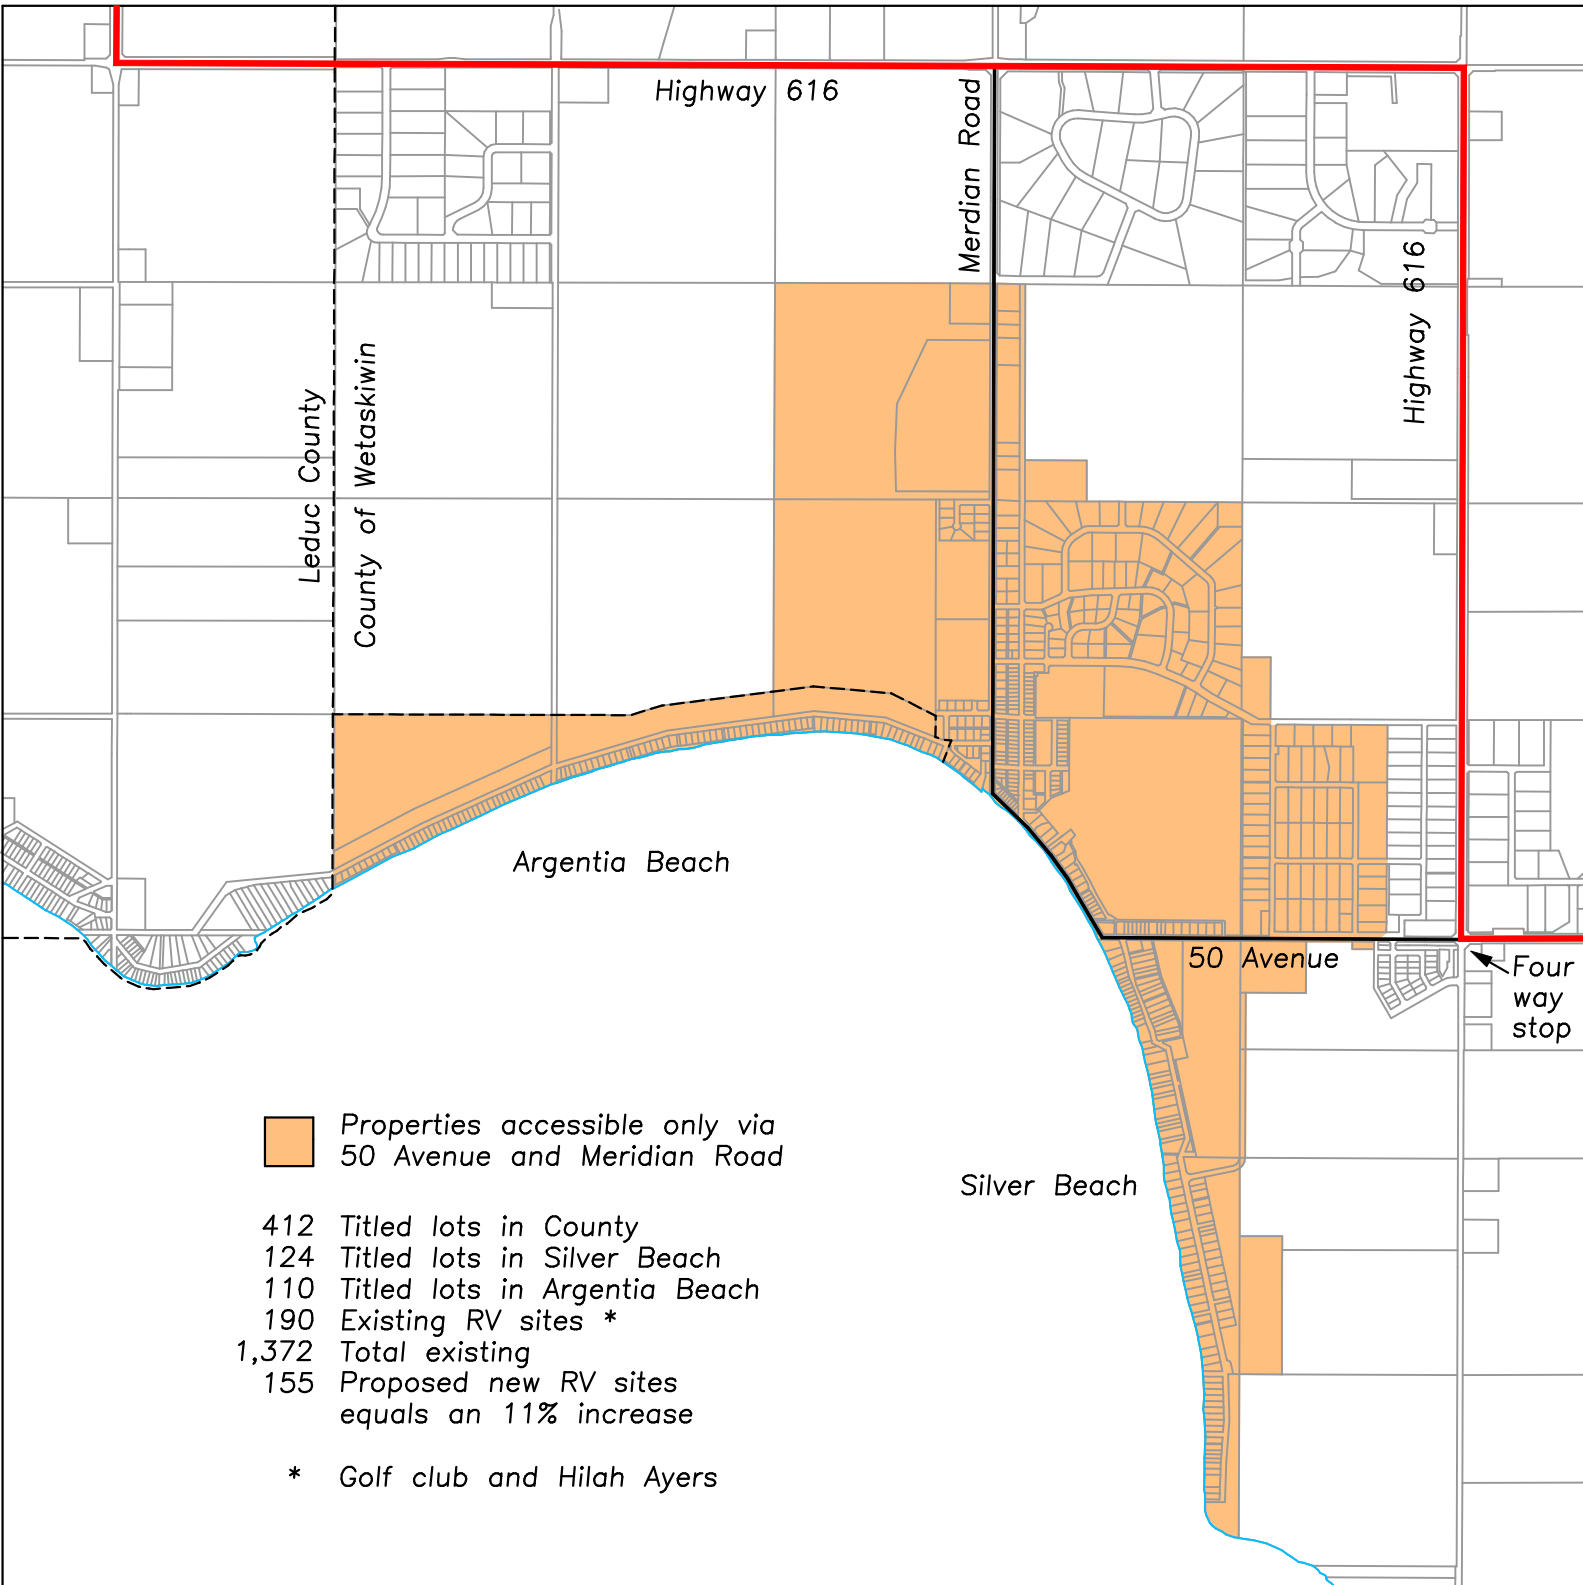 Highway 616
Merdian Road
Highway 616
Leduc County
County of Wetaskiwin
Argentia Beach
50 Avenue
Four
way
stop
Silver Beach
Properties accessible only via
50 Avenue and Meridian Road
412 Titled lots in County
124 Titled lots in Silver Beach
110 Titled lots in Argentia Beach
190 Existing RV sites *
1,372 Total existing
155 Proposed new RV sites
equals an 11% increase
* Golf club and Hilah Ayers